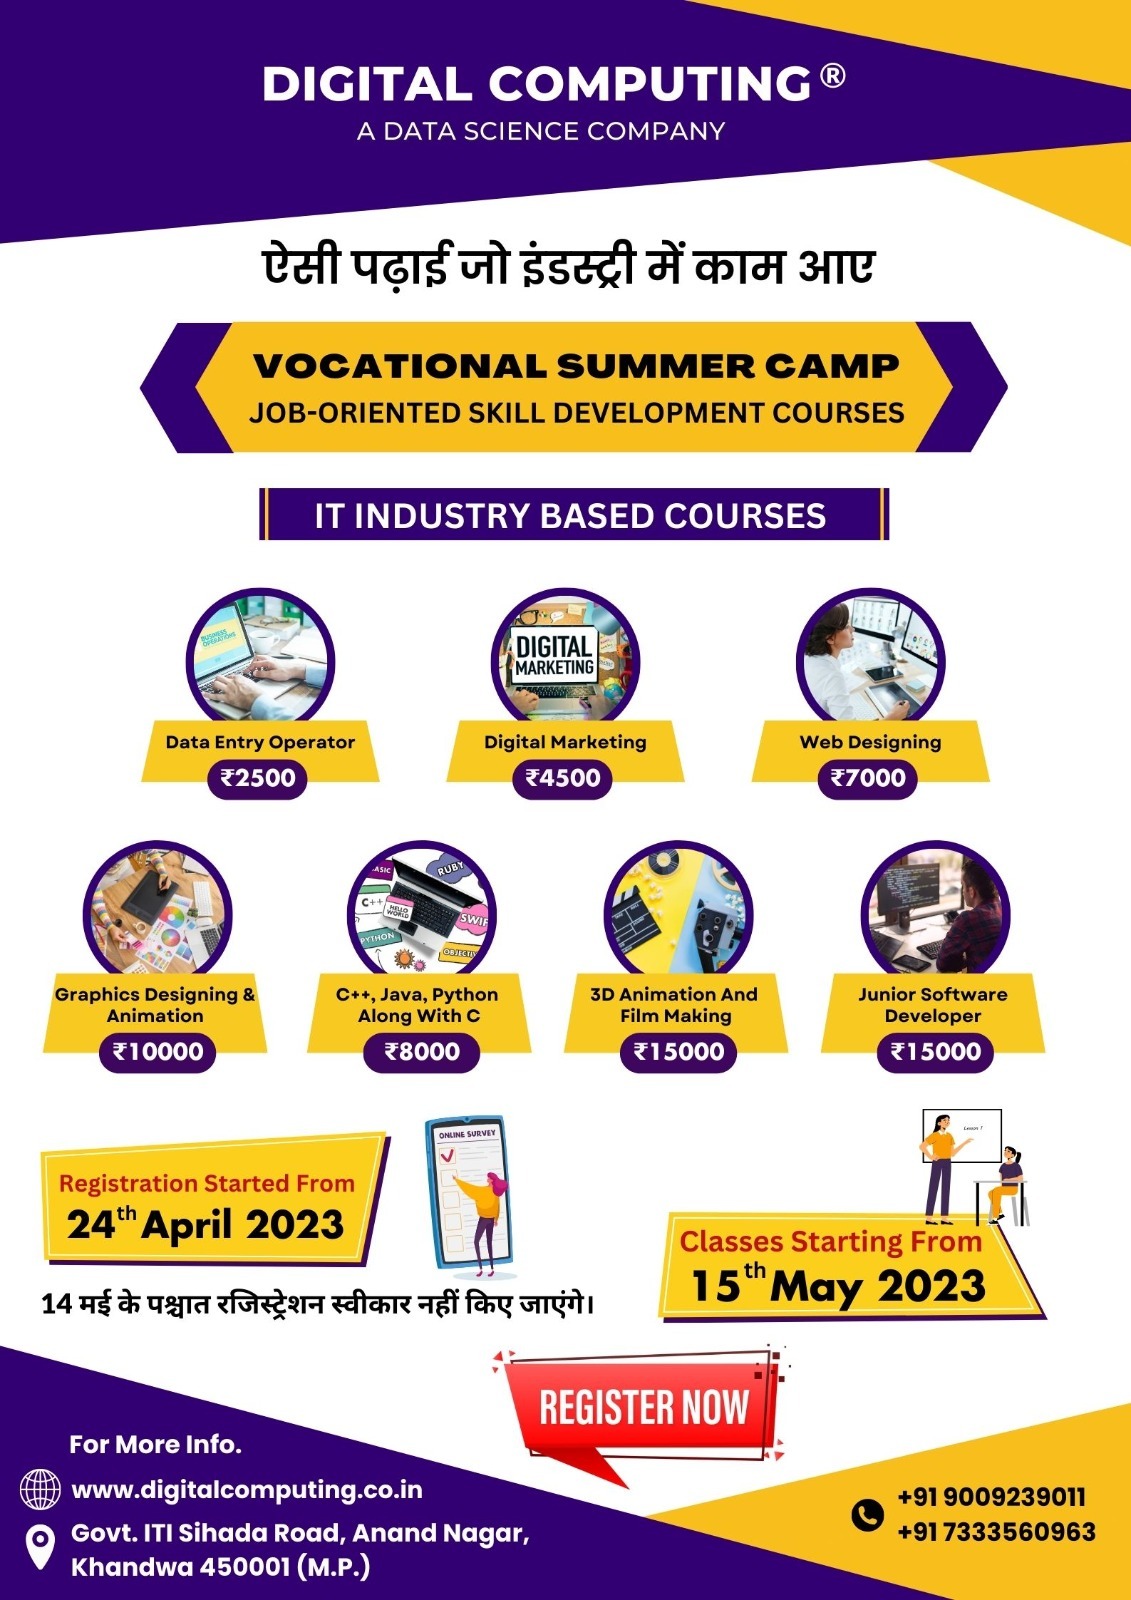 DIGITAL COMPUTING®
A DATA SCIENCE COMPANY
ऐसी पढ़ाई जो इंडस्ट्री में काम आए
VOCATIONAL SUMMER CAMP
JOB-ORIENTED SKILL DEVELOPMENT COURSES
IT INDUSTRY BASED COURSES
BUSINESS
OPERATIONS
DIGITAL
MARKETING
Data Entry Operator
₹2500
Digital Marketing
₹4500
Web Designing
₹7000
RUBY
C++
HELLO
WORLD
PYTHON
Graphics Designing &
Animation
₹10000
C++, Java, Python
Along With C
₹8000
3D Animation And
Film Making
₹15000
Junior Software
Developer
₹15000
Registration Started From
24th April 2023
ONLINE SURVEY
Lesson 1
Classes Starting From
15th May 2023
14 मई के पश्चात रजिस्ट्रेशन स्वीकार नहीं किए जाएंगे।
REGISTER NOW
For More Info.
www.digitalcomputing.co.in
Govt. ITI Sihada Road, Anand Nagar,
Khandwa 450001 (M.P.)
+91 9009239011
+91 7333560963